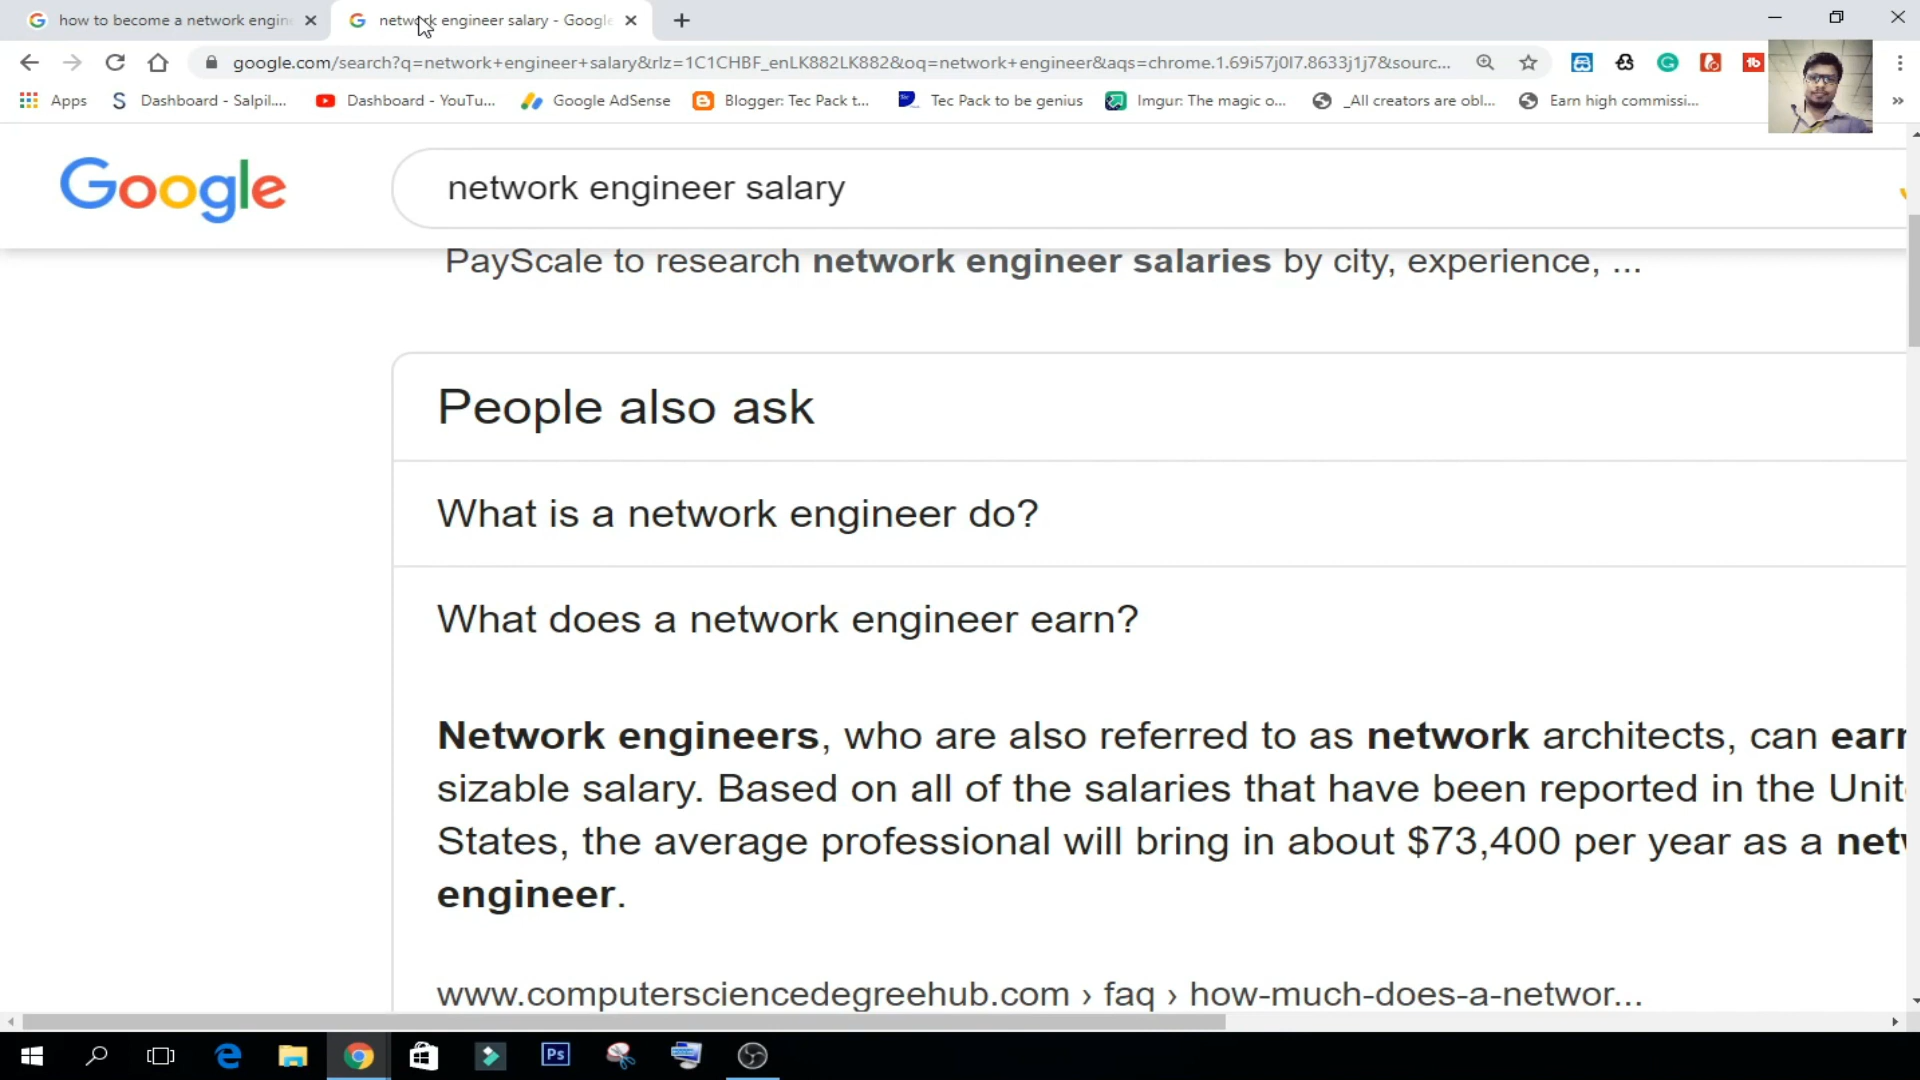 how to become a network engin
network engineer salary - Google
google.com/search?q=network+engineer+salary&rlz=1C1CHBF_enLK882LK882&oq=network+engineer&aqs=chrome.1.69i57j0l7.8633j1j7&sourc...
Apps
Dashboard - Salpil....
Dashboard - YouTu...
Google AdSense
Blogger: Tec Pack t...
Tec Pack to be genius
Imgur: The magic o...
_All creators are obl...
Earn high commissi...
Google
network engineer salary
PayScale to research network engineer salaries by city, experience, ...
People also ask
What is a network engineer do?
What does a network engineer earn?
Network engineers, who are also referred to as network architects, can earn
sizable salary. Based on all of the salaries that have been reported in the Unit
States, the average professional will bring in about $73,400 per year as a netw
engineer.
www.computersciencedegreehub.com › faq › how-much-does-a-networ...
Ps